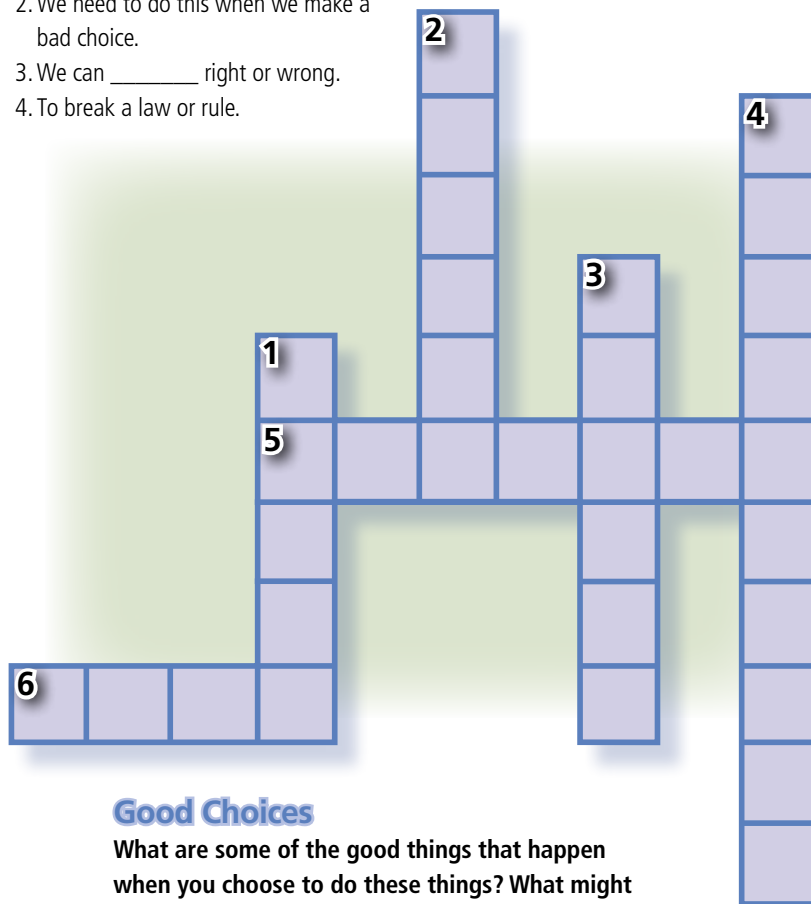 2. We need to do this when we make a
bad choice.
3. We can ________ right or wrong.
4. To break a law or rule.
2
4
3
1
5
6
Good Choices
What are some of the good things that happen
when you choose to do these things? What might